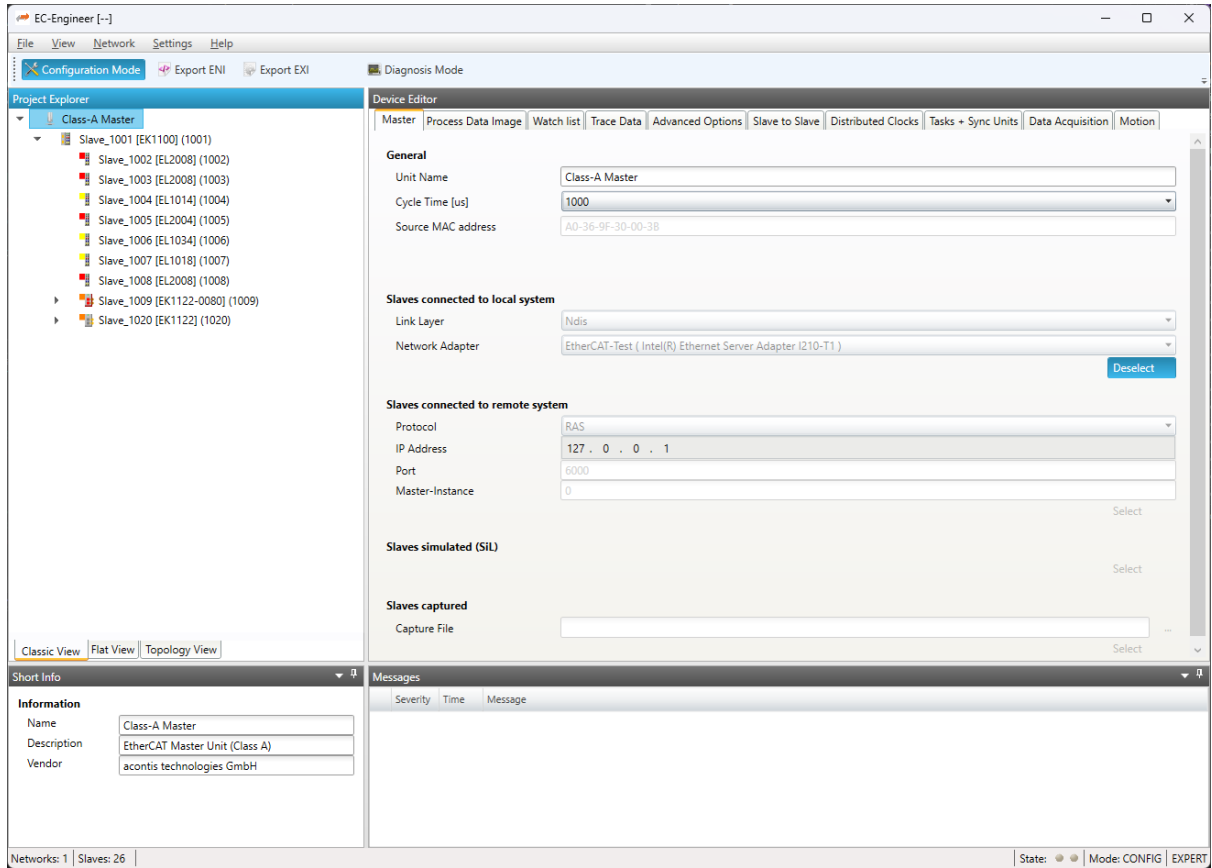 EC-Engineer [--]
File View Network Settings Help
Configuration Mode Export ENI Export EXI Diagnosis Mode
Project Explorer
Class-A Master
Slave_1001 [EK1100] (1001)
Slave_1002 [EL2008] (1002)
Slave_1003 [EL2008] (1003)
Slave_1004 [EL1014] (1004)
Slave_1005 [EL2004] (1005)
Slave_1006 [EL1034] (1006)
Slave_1007 [EL1018] (1007)
Slave_1008 [EL2008] (1008)
Slave_1009 [EK1122-0080] (1009)
Slave_1020 [EK1122] (1020)
Classic View Flat View Topology View
Device Editor
Master Process Data Image Watch list Trace Data Advanced Options Slave to Slave Distributed Clocks Tasks + Sync Units Data Acquisition Motion
General
Unit Name Class-A Master
Cycle Time [us] 1000
Source MAC address A0-36-9F-30-00-3B
Slaves connected to local system
Link Layer Ndis
Network Adapter EtherCAT-Test ( Intel(R) Ethernet Server Adapter I210-T1 )
Deselect
Slaves connected to remote system
Protocol RAS
IP Address 127 . 0 . 0 . 1
Port 6000
Master-Instance 0
Select
Slaves simulated (SiL)
Select
Slaves captured
Capture File ...
Select
Short Info
Information
Name Class-A Master
Description EtherCAT Master Unit (Class A)
Vendor acontis technologies GmbH
Messages
Severity Time Message
Networks: 1 Slaves: 26 State: Mode: CONFIG EXPERT